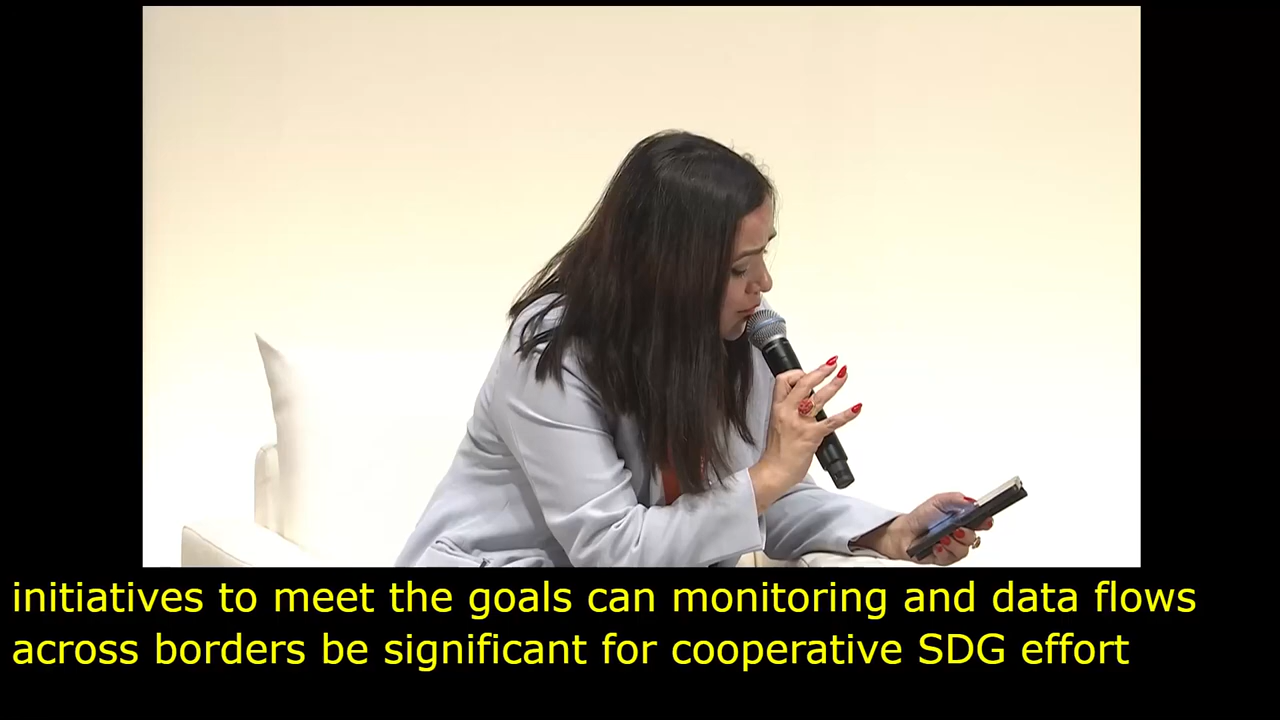 initiatives to meet the goals can monitoring and data flows
across borders be significant for cooperative SDG effort